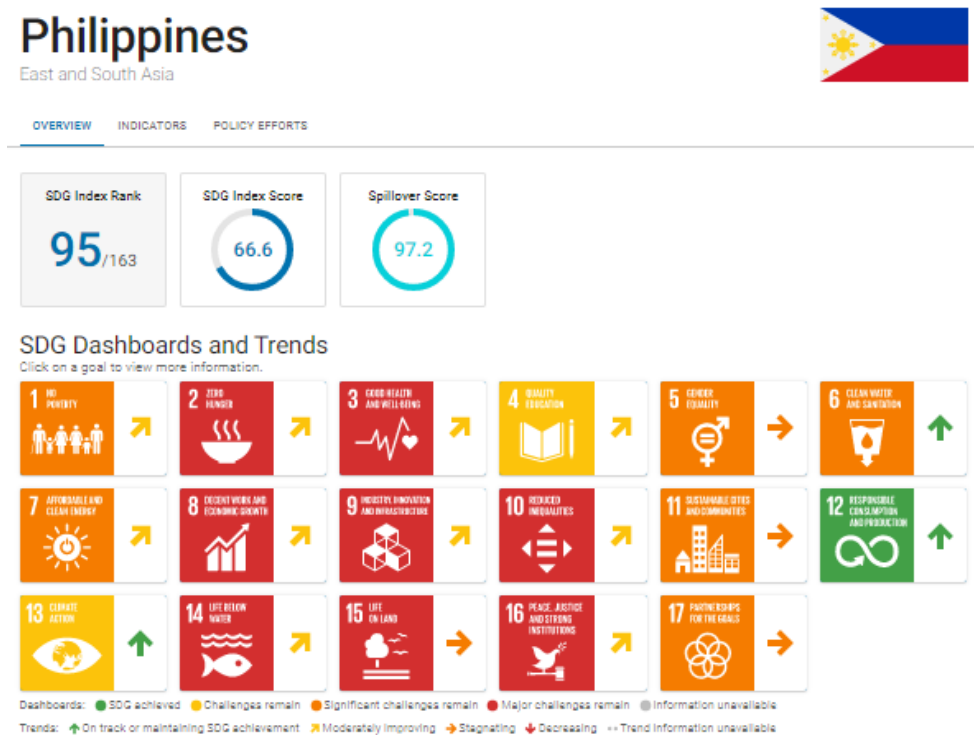 Philippines
East and South Asia
OVERVIEW INDICATORS POLICY EFFORTS
SDG Index Rank
95/163
SDG Index Score
66.6
Spillover Score
97.2
SDG Dashboards and Trends
Click on a goal to view more information.
1 NO
POVERTY
2 ZERO
HUNGER
3 GOOD HEALTH
AND WELL-BEING
4 QUALITY
EDUCATION
5 GENDER
EQUALITY
6 CLEAN WATER
AND SANITATION
7 AFFORDABLE AND
CLEAN ENERGY
8 DECENT WORK AND
ECONOMIC GROWTH
9 INDUSTRY, INNOVATION
AND INFRASTRUCTURE
10 REDUCED
INEQUALITIES
11 SUSTAINABLE CITIES
AND COMMUNITIES
12 RESPONSIBLE
CONSUMPTION
AND PRODUCTION
13 CLIMATE
ACTION
14 LIFE BELOW
WATER
15 LIFE
ON LAND
16 PEACE, JUSTICE
AND STRONG
INSTITUTIONS
17 PARTNERSHIPS
FOR THE GOALS
Dashboards: SDG achieved Challenges remain Significant challenges remain Major challenges remain Information unavailable
Trends: On track or maintaining SDG achievement Moderately improving Stagnating Decreasing Trend information unavailable